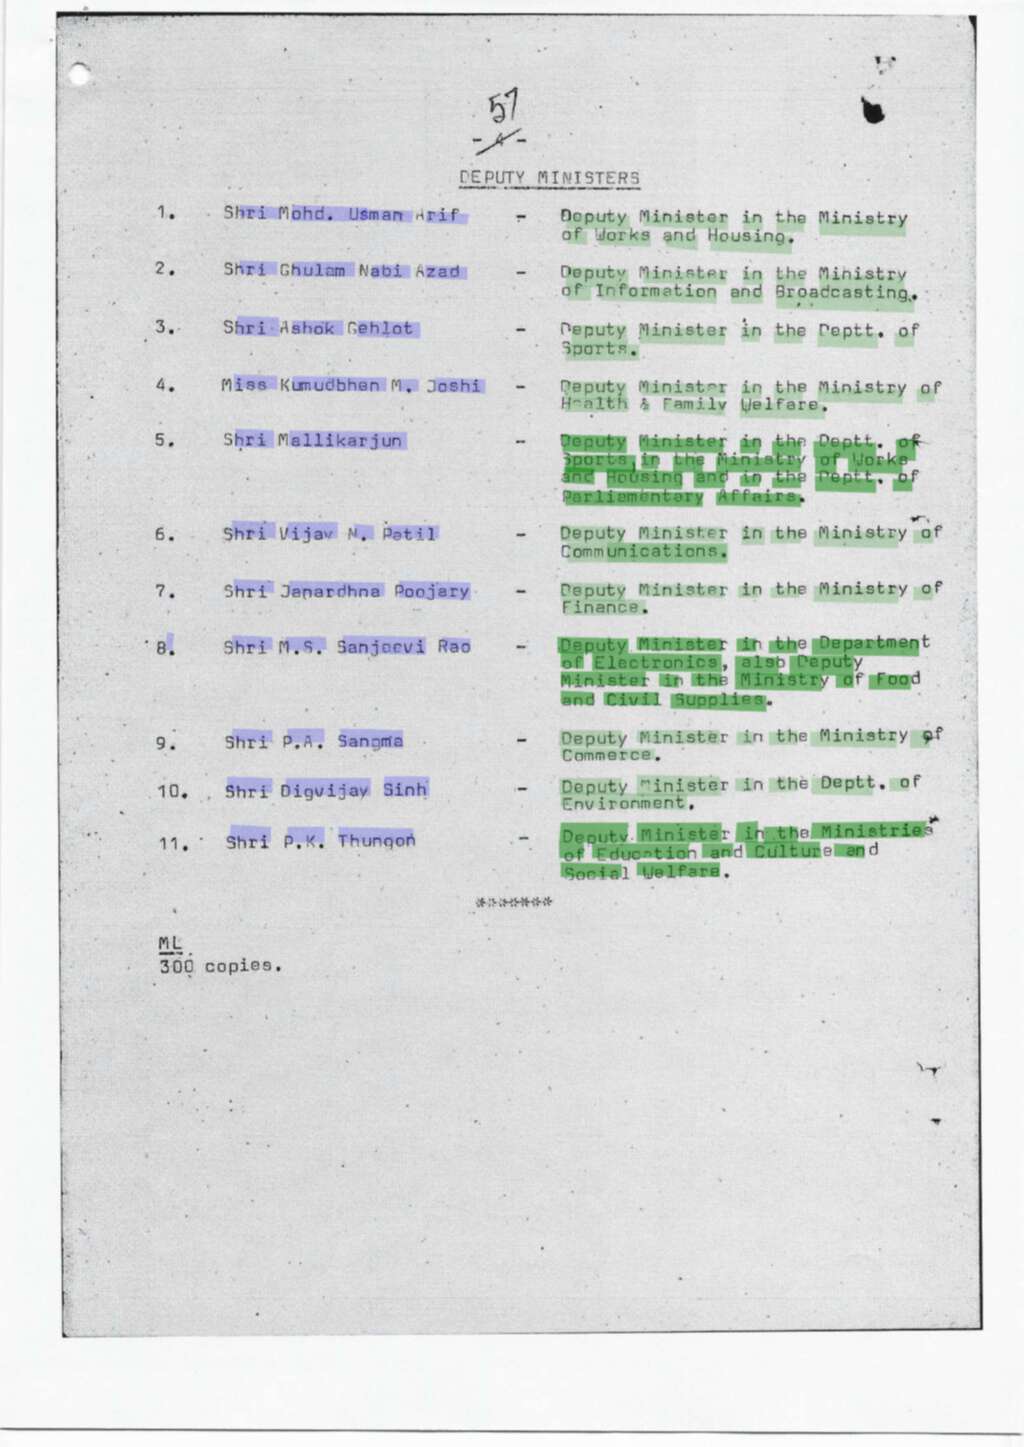 57
- 4 -
DEPUTY MINISTERS
1. Shri Mohd. Usman Arif - Deputy Minister in the Ministry
of Works and Housing.
2. Shri Ghulam Nabi Azad - Deputy Minister in the Ministry
of Information and Broadcasting.
3. Shri Ashok Gehlot - Deputy Minister in the Deptt. of
Sports.
4. Miss Kumudbhen M. Joshi - Deputy Minister in the Ministry of
Health & Family Welfare.
5. Shri Mallikarjun - Deputy Minister in the Deptt. of
Sports, in the Ministry of Works
and Housing and in the Deptt. of
Parliamentary Affairs.
6. Shri Vijay N. Patil - Deputy Minister in the Ministry of
Communications.
7. Shri Janardhna Poojary - Deputy Minister in the Ministry of
Finance.
8. Shri M.S. Sanjeevi Rao - Deputy Minister in the Department
of Electronics, also Deputy
Minister in the Ministry of Food
and Civil Supplies.
9. Shri P.A. Sangma - Deputy Minister in the Ministry of
Commerce.
10. Shri Digvijay Sinh - Deputy Minister in the Deptt. of
Environment.
11. Shri P.K. Thungon - Deputy Minister in the Ministries
of Education and Culture and
Social Welfare.
*******
ML
300 copies.